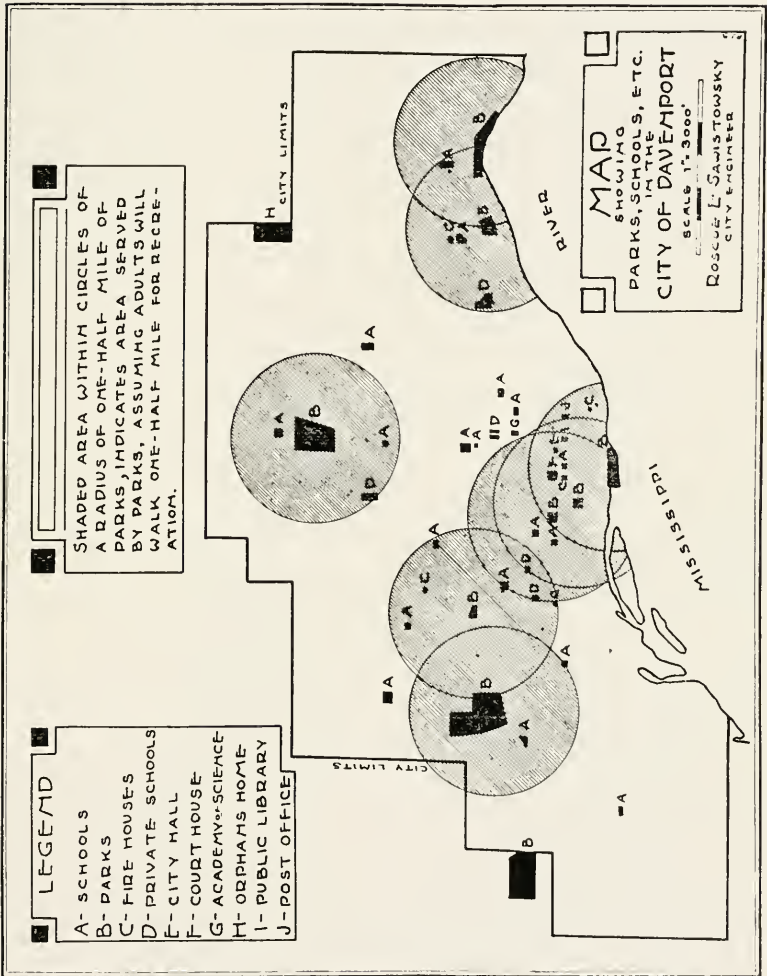 LEGEND
A- SCHOOLS
B- PARKS
C- FIRE HOUSES
D- PRIVATE SCHOOLS
E- CITY HALL
F- COURT HOUSE
G- ACADEMY OF SCIENCE
H- ORPHANS HOME
I- PUBLIC LIBRARY
J- POST OFFICE
SHADED AREA WITHIN CIRCLES OF
A RADIUS OF ONE-HALF MILE OF
PARKS, INDICATES AREA SERVED
BY PARKS, ASSUMING ADULTS WILL
WALK ONE-HALF MILE FOR RECRE-
ATION.
H
CITY LIMITS
CITY LIMITS
A
B
A
A
D
A
A
C
A
B
A
A
B
A
A
B
A
D
D
A
A
A
D
G
A
A
B
B
C
J
B
C
A
B
D
A
B
RIVER
MISSISSIPPI
MAP
SHOWING
PARKS, SCHOOLS, ETC.
IN THE
CITY OF DAVENPORT
SCALE 1"=3000'
ROSCUE L. SAWISTOWSKY
CITY ENGINEER